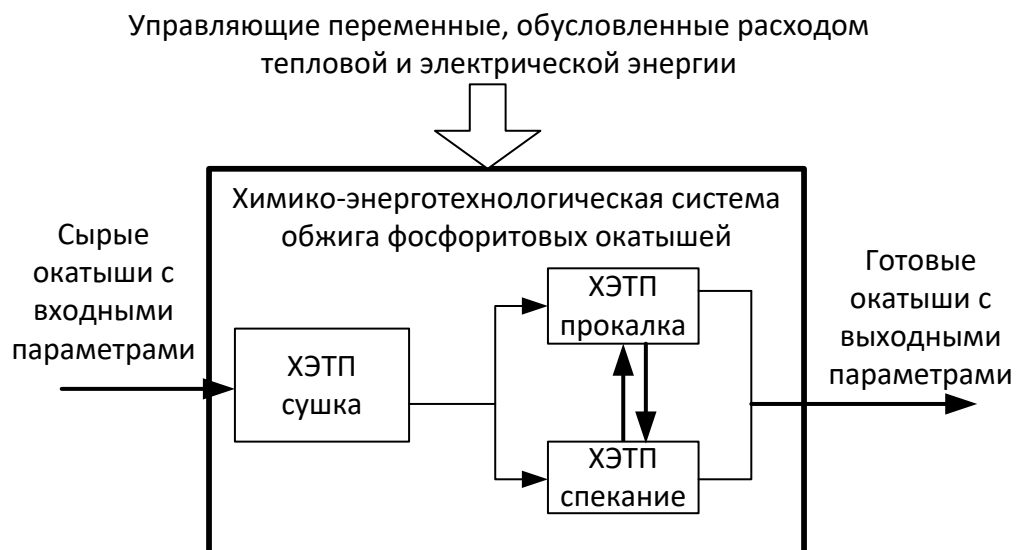 Управляющие переменные, обусловленные расходом
тепловой и электрической энергии
Химико-энерготехнологическая система
обжига фосфоритовых окатышей
Сырые
окатыши с
входными
параметрами
ХЭТП
сушка
ХЭТП
прокалка
ХЭТП
спекание
Готовые
окатыши с
выходными
параметрами